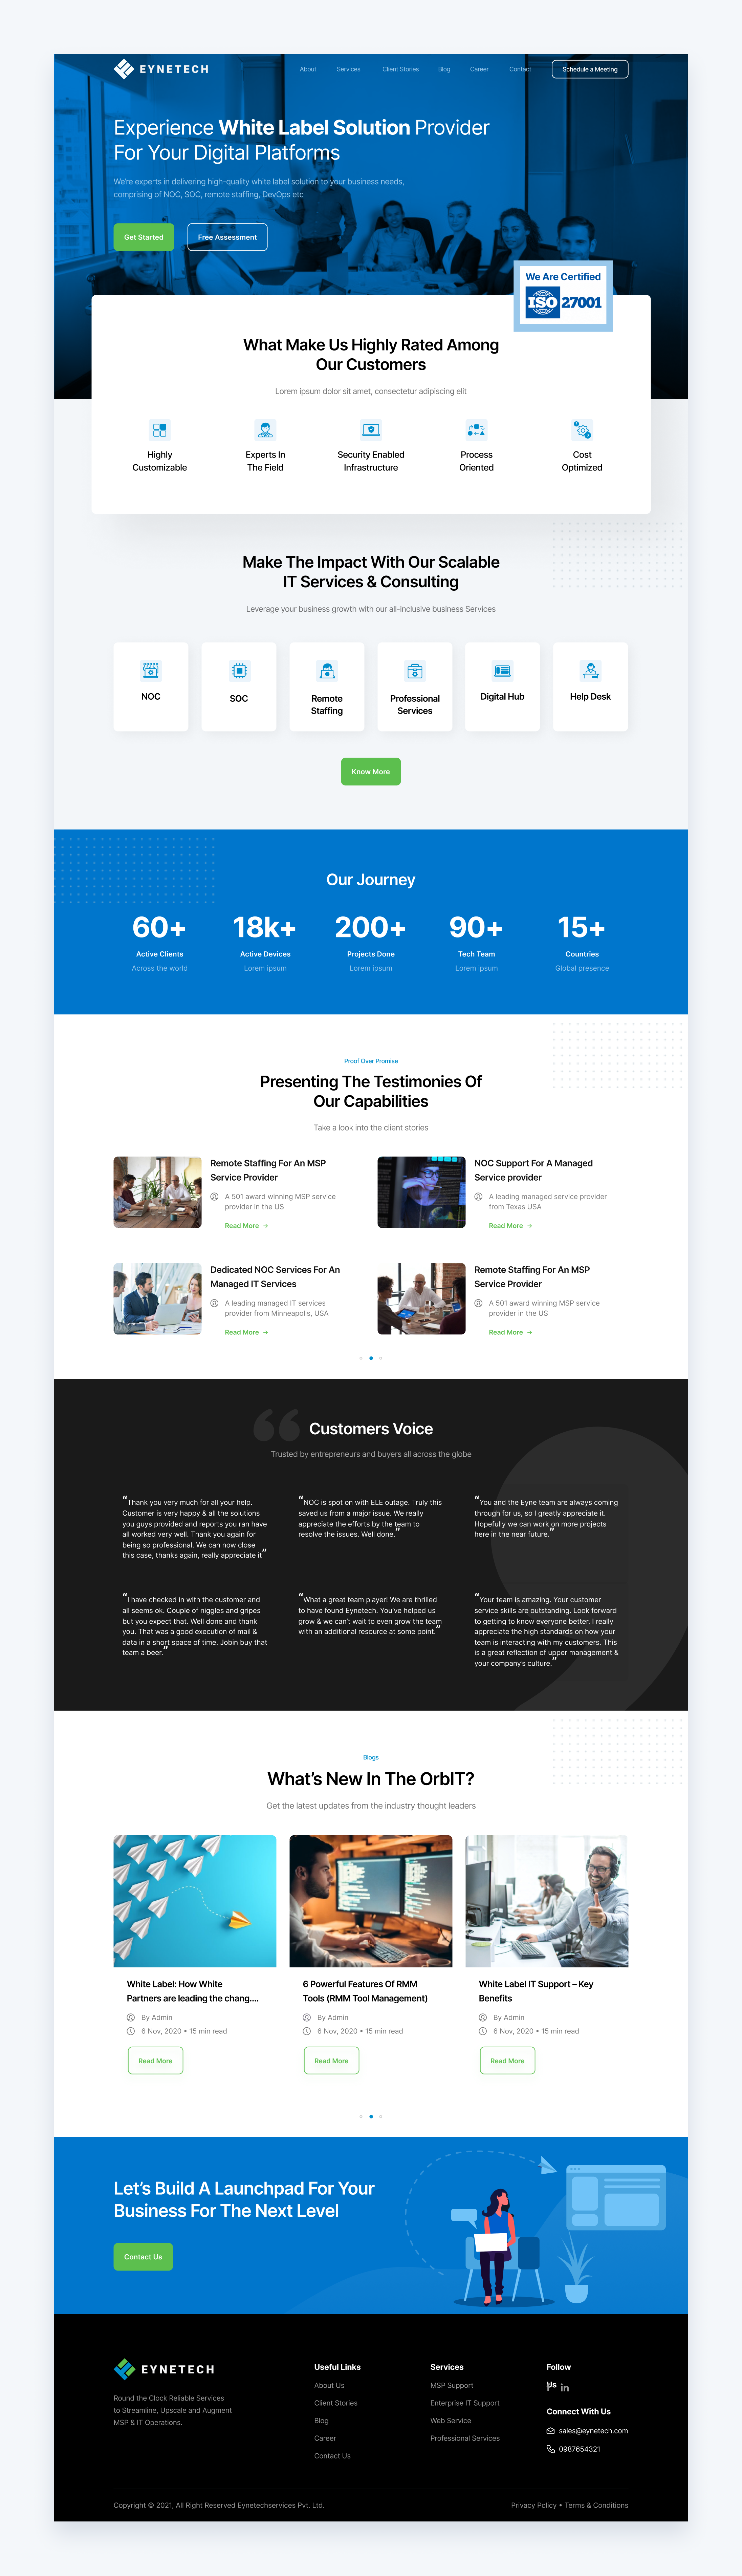 EYNETECH
About
Services
Client Stories
Blog
Career
Contact
Schedule a Meeting
Experience White Label Solution Provider
For Your Digital Platforms
We're experts in delivering high-quality white label solution to your business needs,
comprising of NOC, SOC, remote staffing, DevOps etc
Get Started
Free Assessment
We Are Certified
ISO 27001
What Make Us Highly Rated Among
Our Customers
Lorem ipsum dolor sit amet, consectetur adipiscing elit
Highly
Customizable
Experts In
The Field
Security Enabled
Infrastructure
Process
Oriented
Cost
Optimized
Make The Impact With Our Scalable
IT Services & Consulting
Leverage your business growth with our all-inclusive business Services
NOC
SOC
Remote
Staffing
Professional
Services
Digital Hub
Help Desk
Know More
Our Journey
60+
Active Clients
Across the world
18k+
Active Devices
Lorem ipsum
200+
Projects Done
Lorem ipsum
90+
Tech Team
Lorem ipsum
15+
Countries
Global presence
Proof Over Promise
Presenting The Testimonies Of
Our Capabilities
Take a look into the client stories
Remote Staffing For An MSP
Service Provider
A 501 award winning MSP service
provider in the US
Read More →
NOC Support For A Managed
Service provider
A leading managed service provider
from Texas USA
Read More →
Dedicated NOC Services For An
Managed IT Services
A leading managed IT services
provider from Minneapolis, USA
Read More →
Remote Staffing For An MSP
Service Provider
A 501 award winning MSP service
provider in the US
Read More →
Customers Voice
Trusted by entrepreneurs and buyers all across the globe
“Thank you very much for all your help.
Customer is very happy & all the solutions
you guys provided and reports you ran have
all worked very well. Thank you again for
being so professional. We can now close
this case, thanks again, really appreciate it”
“NOC is spot on with ELE outage. Truly this
saved us from a major issue. We really
appreciate the efforts by the team to
resolve the issues. Well done.”
“You and the Eyne team are always coming
through for us, so I greatly appreciate it.
Hopefully we can work on more projects
here in the near future.”
“I have checked in with the customer and
all seems ok. Couple of niggles and gripes
but you expect that. Well done and thank
you. That was a good execution of mail &
data in a short space of time. Jobin buy that
team a beer.”
“What a great team player! We are thrilled
to have found Eynetech. You've helped us
grow & we can't wait to even grow the team
with an additional resource at some point.”
“Your team is amazing. Your customer
service skills are outstanding. Look forward
to getting to know everyone better. I really
appreciate the high standards on how your
team is interacting with my customers. This
is a great reflection of upper management &
your company's culture.”
Blogs
What's New In The OrbIT?
Get the latest updates from the industry thought leaders
White Label: How White
Partners are leading the chang....
By Admin
6 Nov, 2020 • 15 min read
Read More
6 Powerful Features Of RMM
Tools (RMM Tool Management)
By Admin
6 Nov, 2020 • 15 min read
Read More
White Label IT Support – Key
Benefits
By Admin
6 Nov, 2020 • 15 min read
Read More
Let's Build A Launchpad For Your
Business For The Next Level
Contact Us
EYNETECH
Round the Clock Reliable Services
to Streamline, Upscale and Augment
MSP & IT Operations.
Useful Links
About Us
Client Stories
Blog
Career
Contact Us
Services
MSP Support
Enterprise IT Support
Web Service
Professional Services
Follow
Us
in
Connect With Us
sales@eynetech.com
0987654321
Copyright © 2021, All Right Reserved Eynetechservices Pvt. Ltd.
Privacy Policy • Terms & Conditions